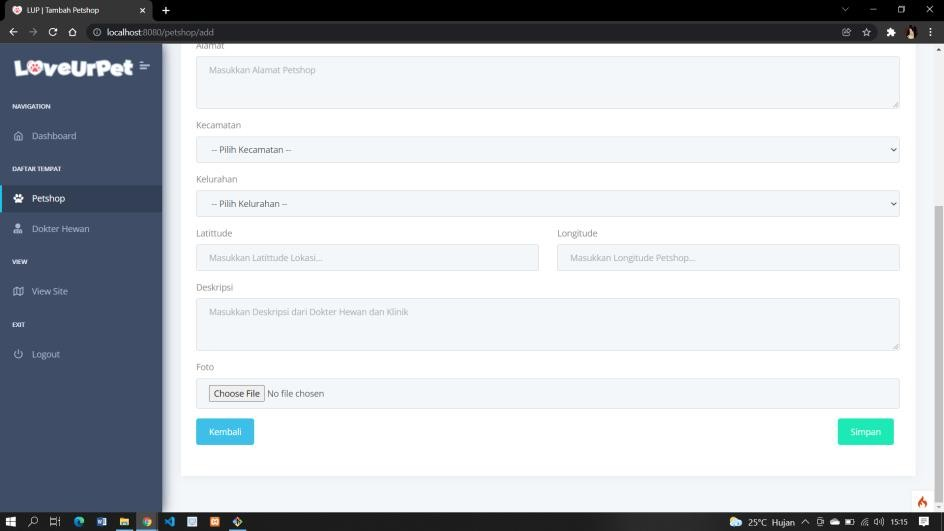 LUP | Tambah Petshop
localhost:8080/petshop/add
LoveUrPet
NAVIGATION
Dashboard
DAFTAR TEMPAT
Petshop
Dokter Hewan
VIEW
View Site
EXIT
Logout
Alamat
Masukkan Alamat Petshop
Kecamatan
-- Pilih Kecamatan --
Kelurahan
-- Pilih Kelurahan --
Latittude
Longitude
Masukkan Latittude Lokasi...
Masukkan Longitude Petshop...
Deskripsi
Masukkan Deskripsi dari Dokter Hewan dan Klinik
Foto
Choose File No file chosen
Kembali
Simpan
25°C Hujan
15:15